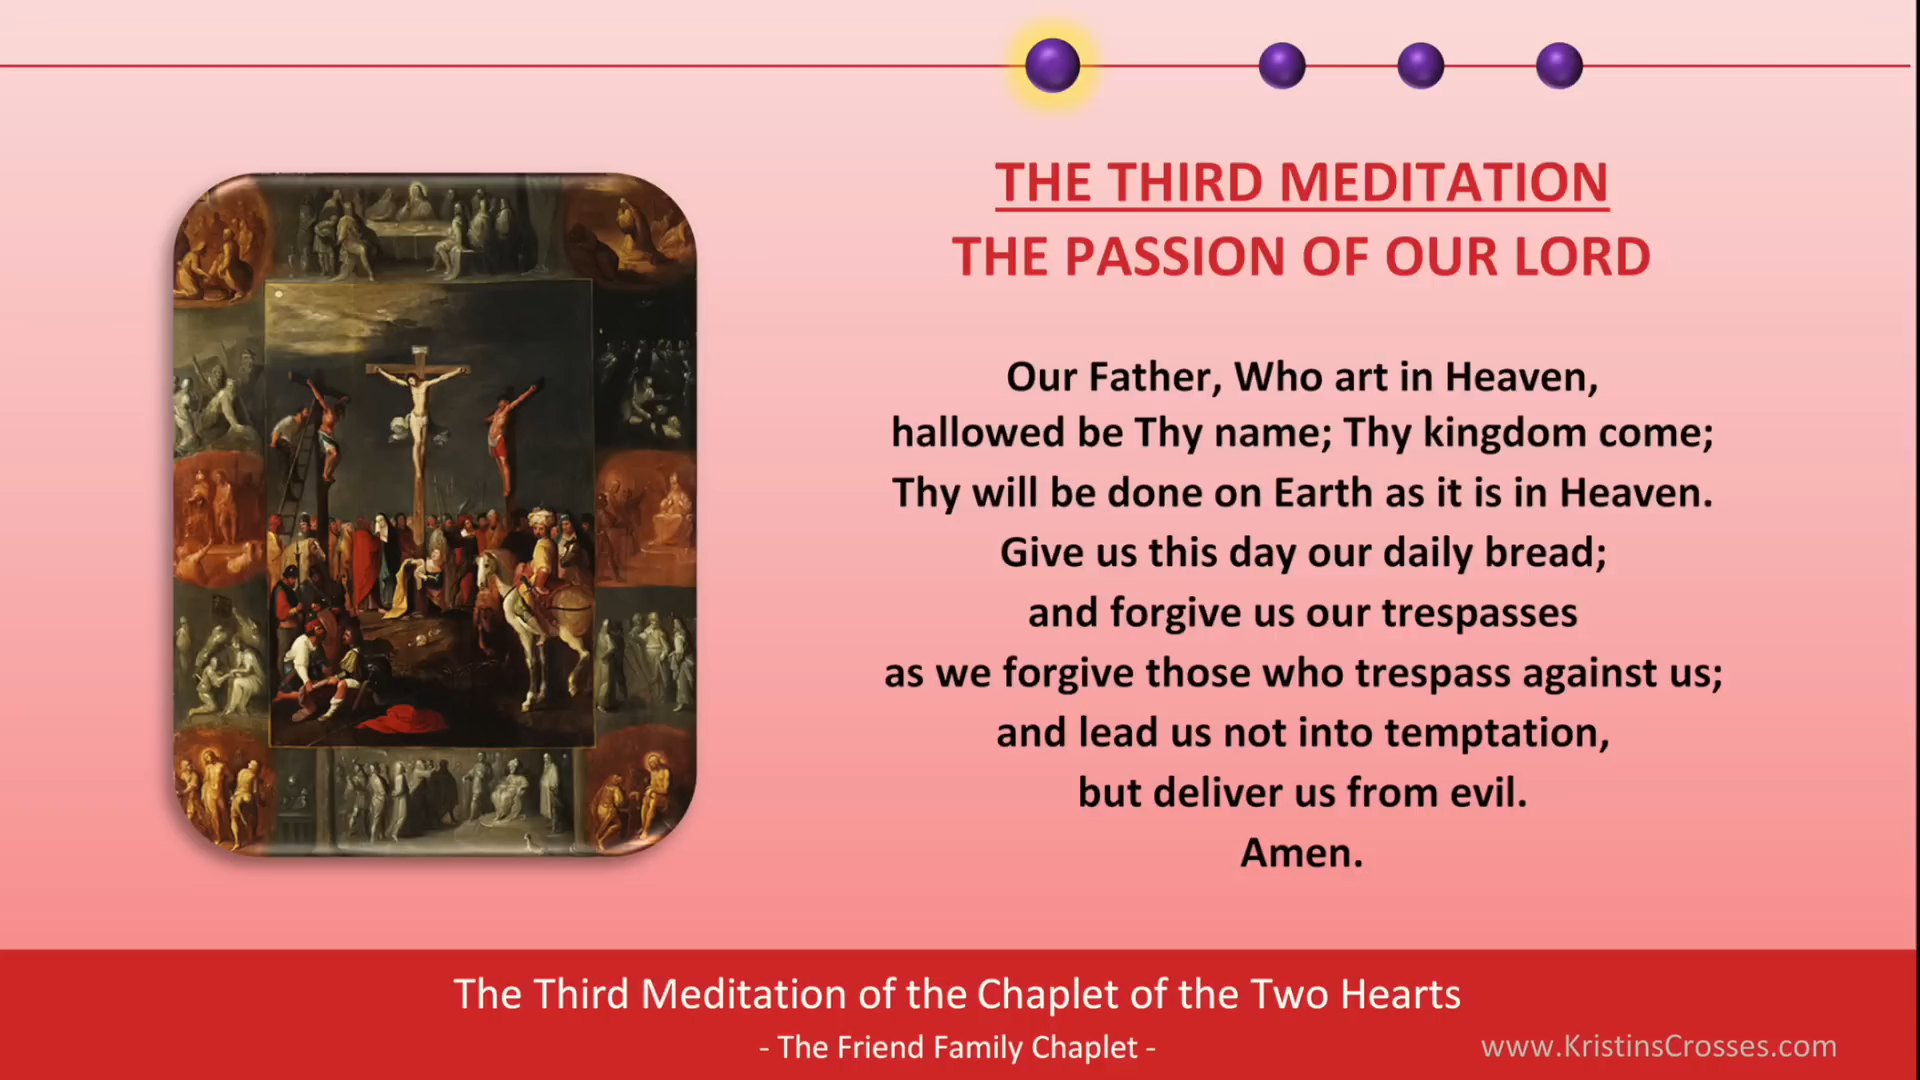 THE THIRD MEDITATION
THE PASSION OF OUR LORD
Our Father, Who art in Heaven,
hallowed be Thy name; Thy kingdom come;
Thy will be done on Earth as it is in Heaven.
Give us this day our daily bread;
and forgive us our trespasses
as we forgive those who trespass against us;
and lead us not into temptation,
but deliver us from evil.
Amen.
The Third Meditation of the Chaplet of the Two Hearts
- The Friend Family Chaplet -
www.KristinsCrosses.com